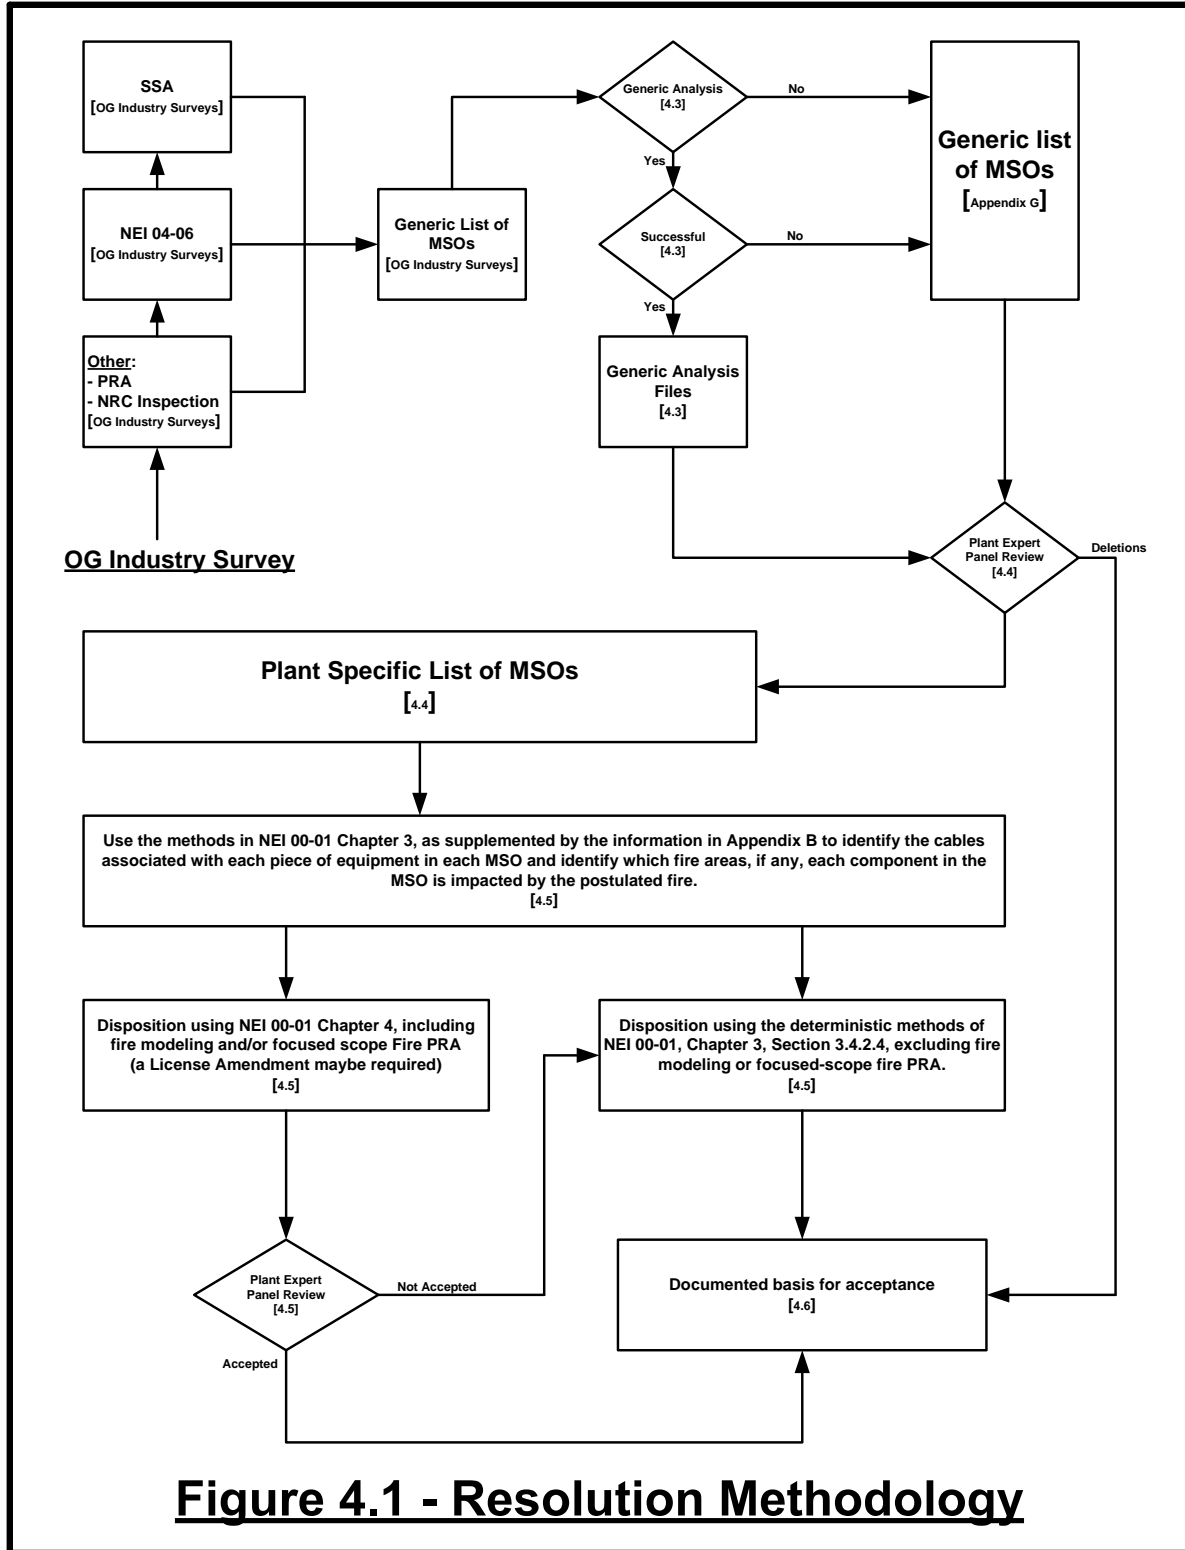 SSA
[OG Industry Surveys]
NEI 04-06
[OG Industry Surveys]
Other:
- PRA
- NRC Inspection
[OG Industry Surveys]
OG Industry Survey
Generic List of
MSOs
[OG Industry Surveys]
Generic Analysis
[4.3]
No
Yes
Successful
[4.3]
No
Yes
Generic Analysis
Files
[4.3]
Generic list
of MSOs
[Appendix G]
Plant Expert
Panel Review
[4.4]
Deletions
Plant Specific List of MSOs
[4.4]
Use the methods in NEI 00-01 Chapter 3, as supplemented by the information in Appendix B to identify the cables
associated with each piece of equipment in each MSO and identify which fire areas, if any, each component in the
MSO is impacted by the postulated fire.
[4.5]
Disposition using NEI 00-01 Chapter 4, including
fire modeling and/or focused scope Fire PRA
(a License Amendment maybe required)
[4.5]
Disposition using the deterministic methods of
NEI 00-01, Chapter 3, Section 3.4.2.4, excluding fire
modeling or focused-scope fire PRA.
[4.5]
Plant Expert
Panel Review
[4.5]
Not Accepted
Accepted
Documented basis for acceptance
[4.6]
Figure 4.1 - Resolution Methodology